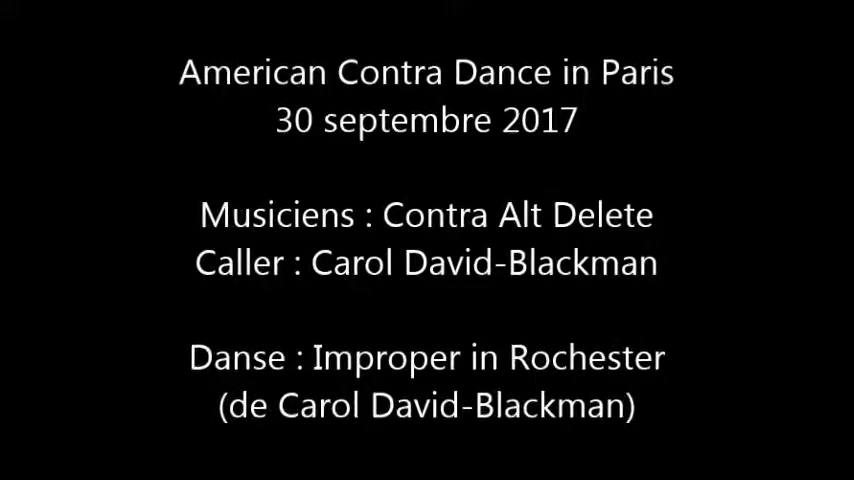 American Contra Dance in Paris
30 septembre 2017
Musiciens : Contra Alt Delete
Caller : Carol David-Blackman
Danse : Improper in Rochester
(de Carol David-Blackman)